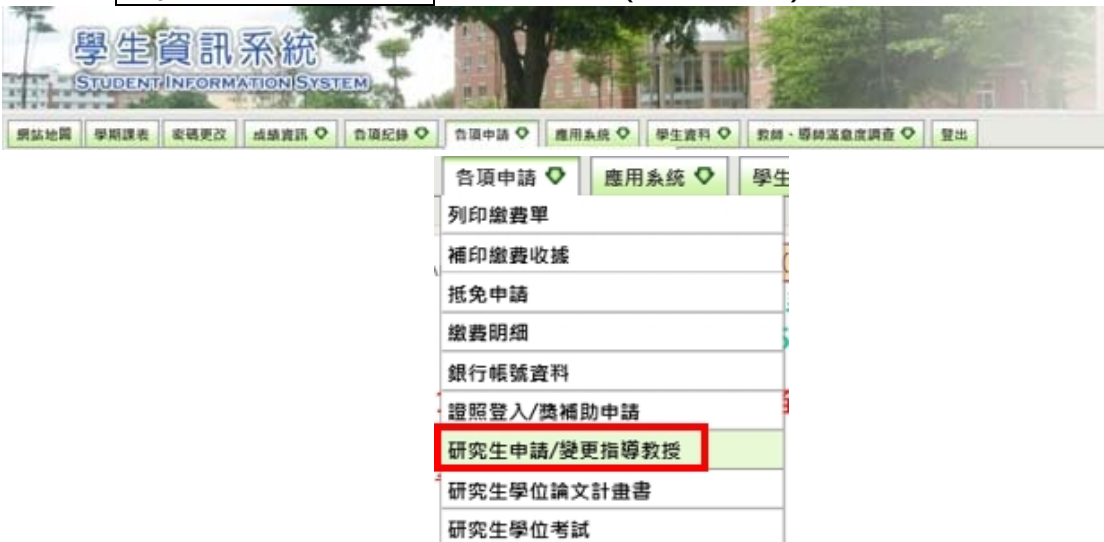 學生資訊系統
STUDENT INFORMATION SYSTEM
網站地圖 學期課表 密碼更改 成績資訊 各項紀錄 各項申請 應用系統 學生資料 教師、導師滿意度調查 登出
各項申請 應用系統 學生
列印繳費單
補印繳費收據
抵免申請
繳費明細
銀行帳號資料
證照登入/獎補助申請
研究生申請/變更指導教授
研究生學位論文計畫書
研究生學位考試